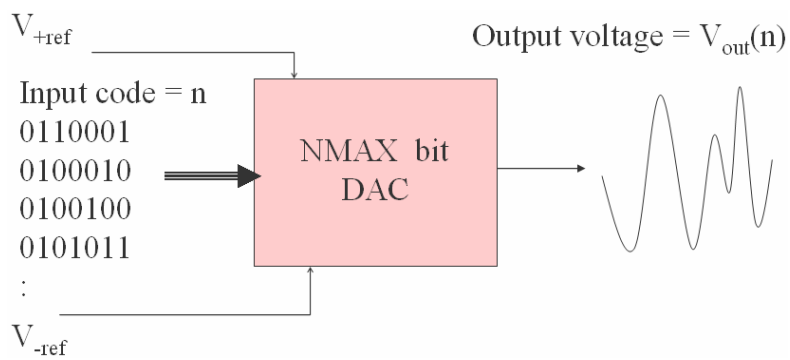 V+ref
Output voltage = Vout(n)
Input code = n
0110001
0100010
0100100
0101011
:
V-ref
NMAX bit
DAC